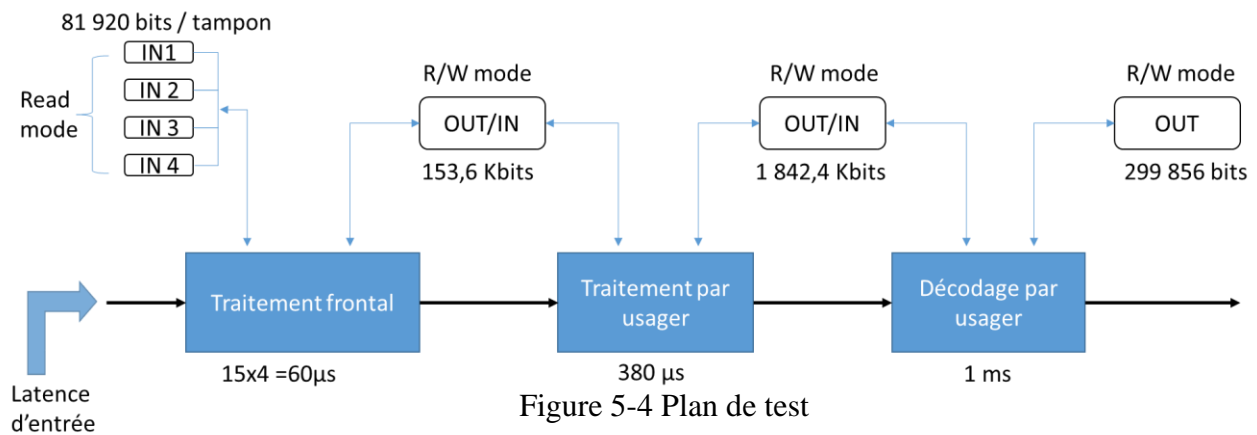 81 920 bits / tampon
IN1
IN 2
IN 3
IN 4
Read
mode
R/W mode
OUT/IN
153,6 Kbits
R/W mode
OUT/IN
1 842,4 Kbits
R/W mode
OUT
299 856 bits
Traitement frontal
Traitement par
usager
Décodage par
usager
15x4 =60μs
380 μs
1 ms
Latence
d'entrée
Figure 5-4 Plan de test